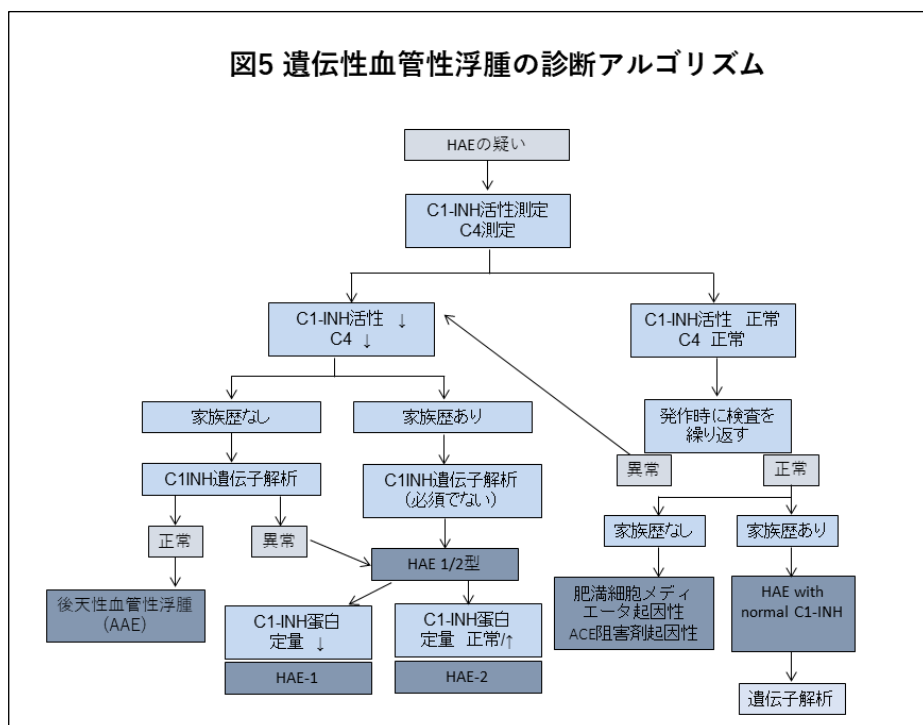 図5 遺伝性血管性浮腫の診断アルゴリズム
HAEの疑い
C1-INH活性測定
C4測定
C1-INH活性 ↓
C4 ↓
C1-INH活性 正常
C4 正常
家族歴なし
家族歴あり
発作時に検査を
繰り返す
異常
正常
C1INH遺伝子解析
C1INH遺伝子解析
(必須でない)
家族歴なし
家族歴あり
正常
異常
HAE 1/2型
後天性血管性浮腫
(AAE)
C1-INH蛋白
定量 ↓
C1-INH蛋白
定量 正常/↑
肥満細胞メディ
エータ起因性
ACE阻害剤起因性
HAE with
normal C1-INH
HAE-1
HAE-2
遺伝子解析